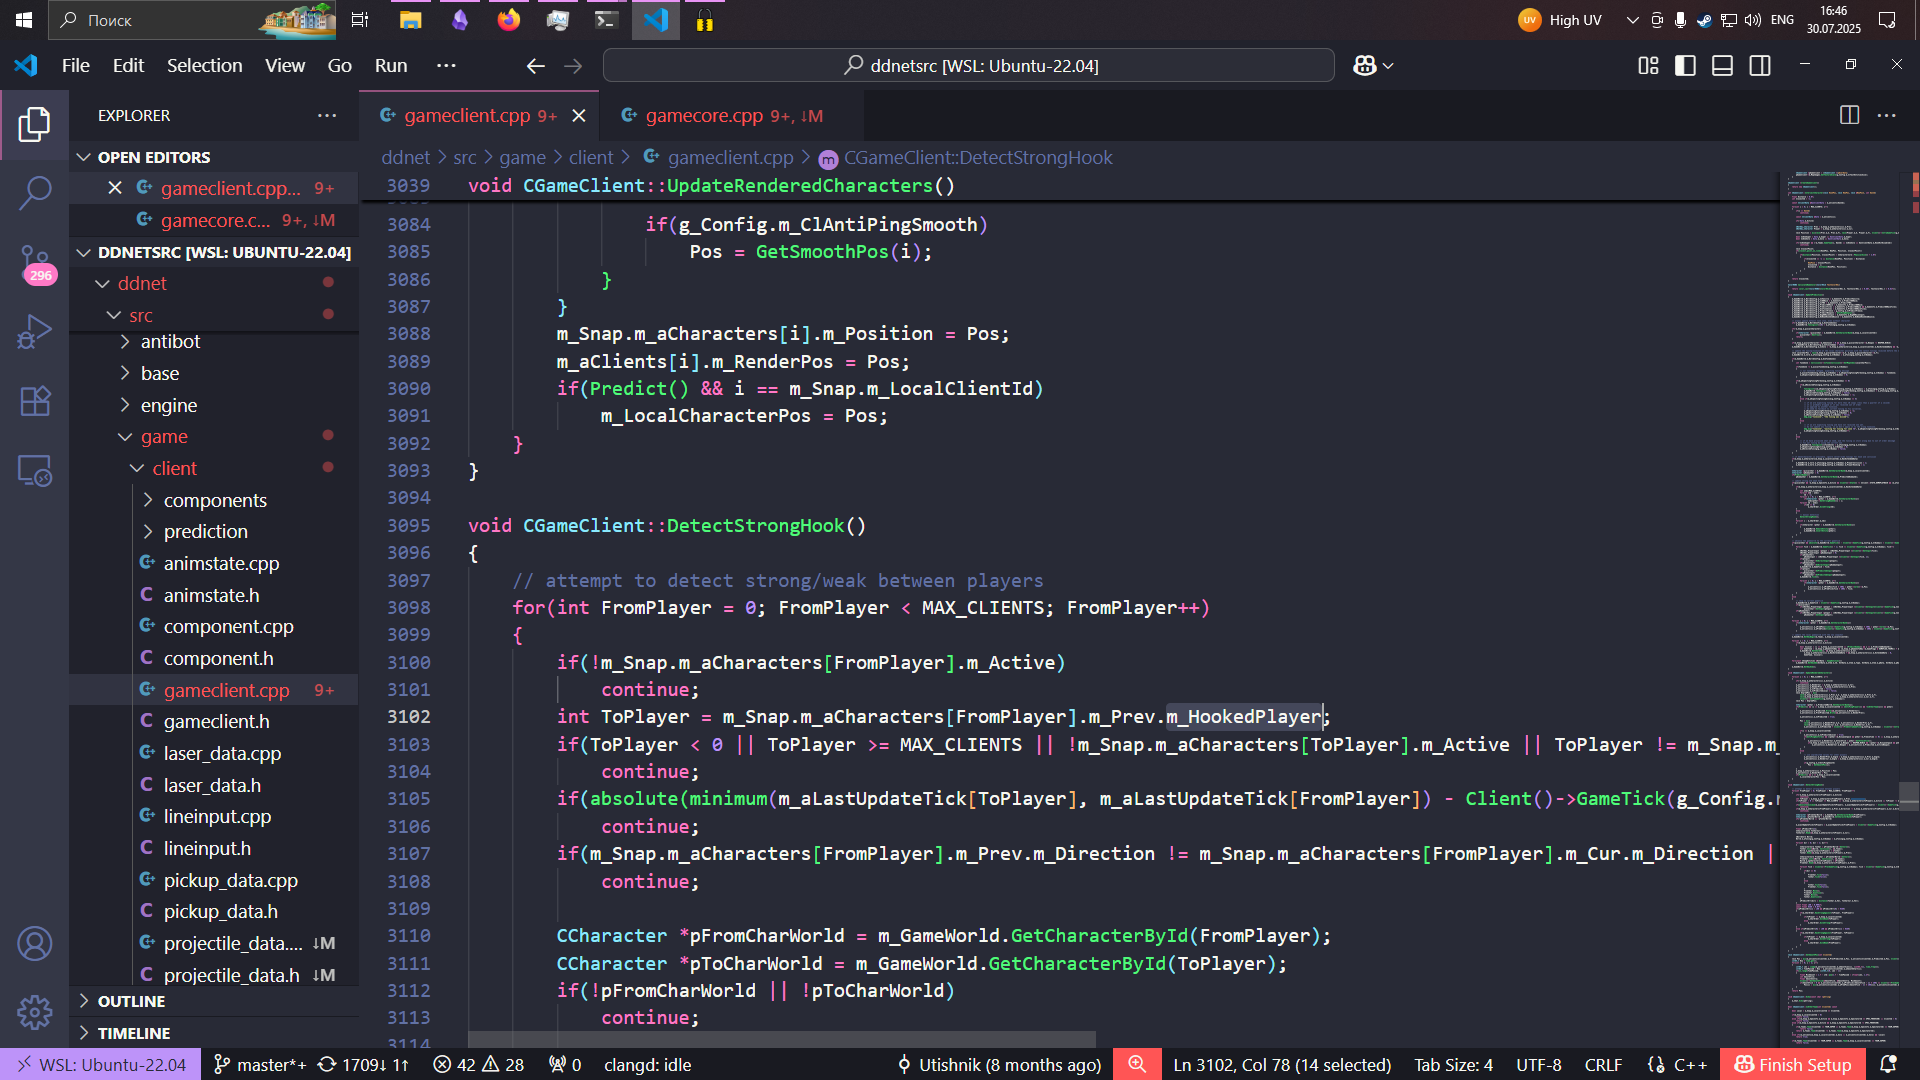 Поиск
High UV
ENG
16:46
30.07.2025
File Edit Selection View Go Run ···
ddnetsrc [WSL: Ubuntu-22.04]
EXPLORER
gameclient.cpp 9+
gamecore.cpp 9+, ↓M
OPEN EDITORS
gameclient.cpp... 9+
gamecore.c... 9+, ↓M
DDNETSRC [WSL: UBUNTU-22.04]
ddnet
src
antibot
base
engine
game
client
components
prediction
animstate.cpp
animstate.h
component.cpp
component.h
gameclient.cpp 9+
gameclient.h
laser_data.cpp
laser_data.h
lineinput.cpp
lineinput.h
pickup_data.cpp
pickup_data.h
projectile_data.... ↓M
projectile_data.h ↓M
OUTLINE
TIMELINE
296
ddnet > src > game > client > gameclient.cpp > CGameClient::DetectStrongHook
3039 void CGameClient::UpdateRenderedCharacters()
3084 if(g_Config.m_ClAntiPingSmooth)
3085 Pos = GetSmoothPos(i);
3086 }
3087 }
3088 m_Snap.m_aCharacters[i].m_Position = Pos;
3089 m_aClients[i].m_RenderPos = Pos;
3090 if(Predict() && i == m_Snap.m_LocalClientId)
3091 m_LocalCharacterPos = Pos;
3092 }
3093 }
3094
3095 void CGameClient::DetectStrongHook()
3096 {
3097 // attempt to detect strong/weak between players
3098 for(int FromPlayer = 0; FromPlayer < MAX_CLIENTS; FromPlayer++)
3099 {
3100 if(!m_Snap.m_aCharacters[FromPlayer].m_Active)
3101 continue;
3102 int ToPlayer = m_Snap.m_aCharacters[FromPlayer].m_Prev.m_HookedPlayer;
3103 if(ToPlayer < 0 || ToPlayer >= MAX_CLIENTS || !m_Snap.m_aCharacters[ToPlayer].m_Active || ToPlayer != m_Snap.m_
3104 continue;
3105 if(absolute(minimum(m_aLastUpdateTick[ToPlayer], m_aLastUpdateTick[FromPlayer]) - Client()->GameTick(g_Config.
3106 continue;
3107 if(m_Snap.m_aCharacters[FromPlayer].m_Prev.m_Direction != m_Snap.m_aCharacters[FromPlayer].m_Cur.m_Direction |
3108 continue;
3109
3110 CCharacter *pFromCharWorld = m_GameWorld.GetCharacterById(FromPlayer);
3111 CCharacter *pToCharWorld = m_GameWorld.GetCharacterById(ToPlayer);
3112 if(!pFromCharWorld || !pToCharWorld)
3113 continue;
3114
WSL: Ubuntu-22.04 master*+ 1709↓ 1↑ 42 28 0 clangd: idle Utishnik (8 months ago) Ln 3102, Col 78 (14 selected) Tab Size: 4 UTF-8 CRLF {} C++ Finish Setup